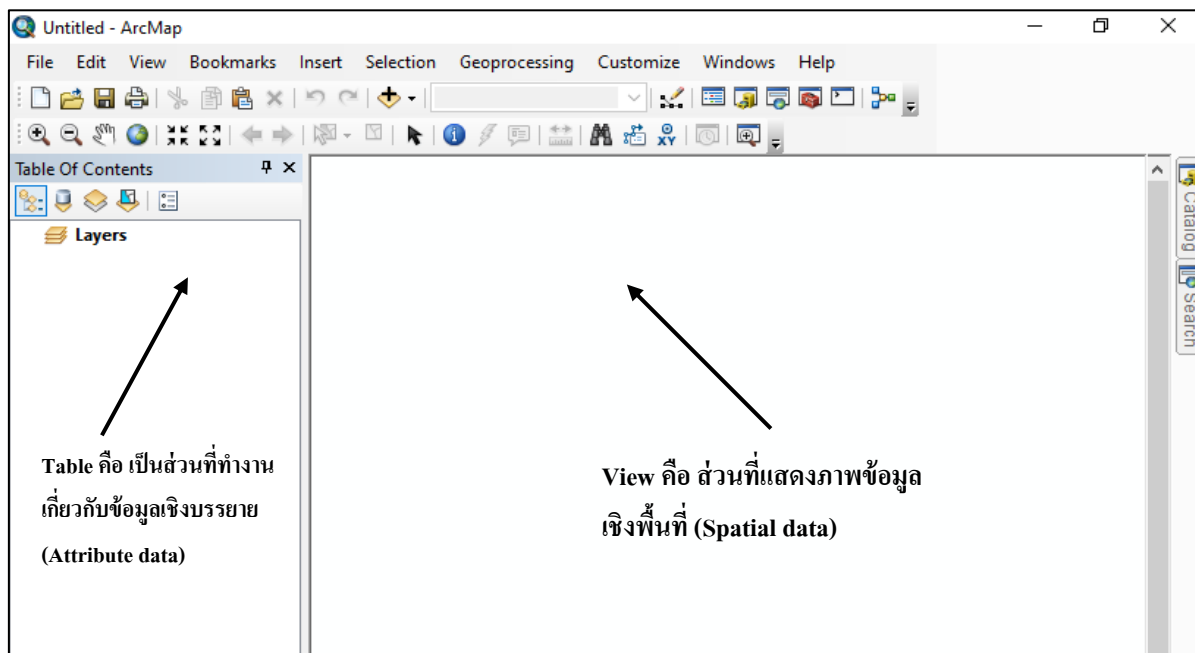 Untitled - ArcMap
File Edit View Bookmarks Insert Selection Geoprocessing Customize Windows Help
Table Of Contents
Layers
Catalog
Search
Table คือ เป็นส่วนที่ทำงาน
เกี่ยวกับข้อมูลเชิงบรรยาย
(Attribute data)
View คือ ส่วนที่แสดงภาพข้อมูล
เชิงพื้นที่ (Spatial data)